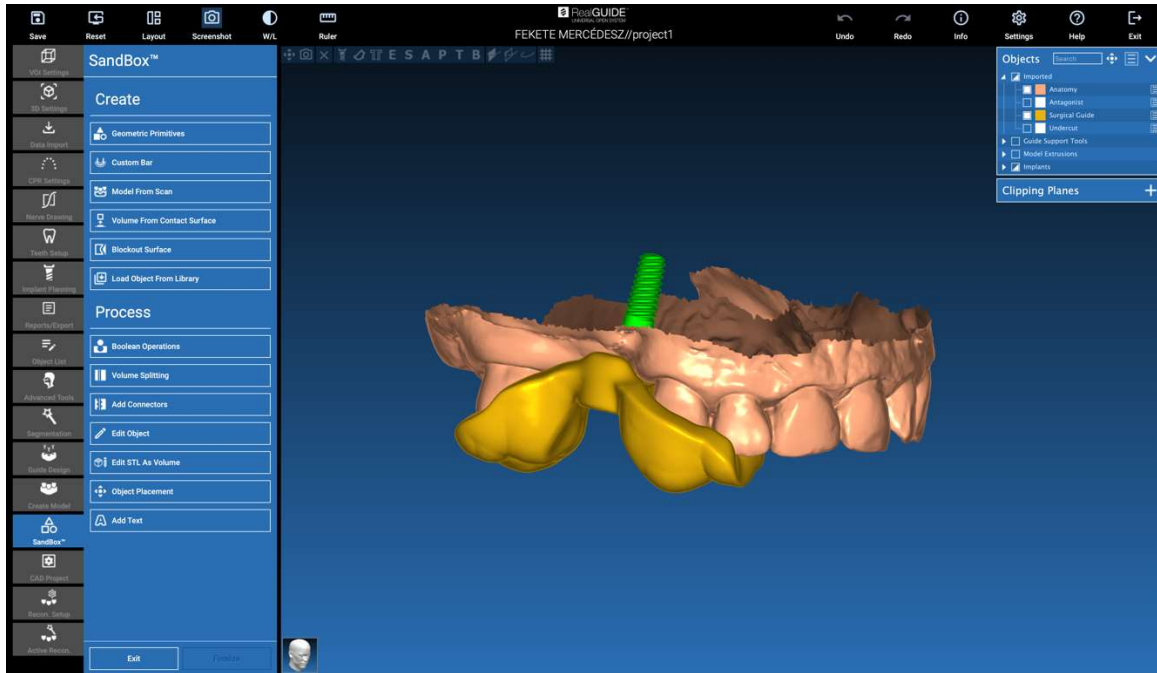 RealGUIDE
UNIVERSAL OPEN SYSTEM
Save
Reset
Layout
Screenshot
W/L
Ruler
FEKETE MERCÉDESZ//project1
Undo
Redo
Info
Settings
Help
Exit
VOI Settings
3D Settings
Data Import
CPR Settings
Nerve Drawing
Teeth Setup
Implant Planning
Reports/Export
Object List
Advanced Tools
Segmentation
Guide Design
Create Model
SandBox™
CAD Project
Recon. Setup
Active Recon.
SandBox™
Create
Geometric Primitives
Custom Bar
Model From Scan
Volume From Contact Surface
Blockout Surface
Load Object From Library
Process
Boolean Operations
Volume Splitting
Add Connectors
Edit Object
Edit STL As Volume
Object Placement
Add Text
Exit
E S A P T B
Objects
Search
Imported
Anatomy
Antagonist
Surgical Guide
Undercut
Guide Support Tools
Model Extrusions
Implants
Clipping Planes